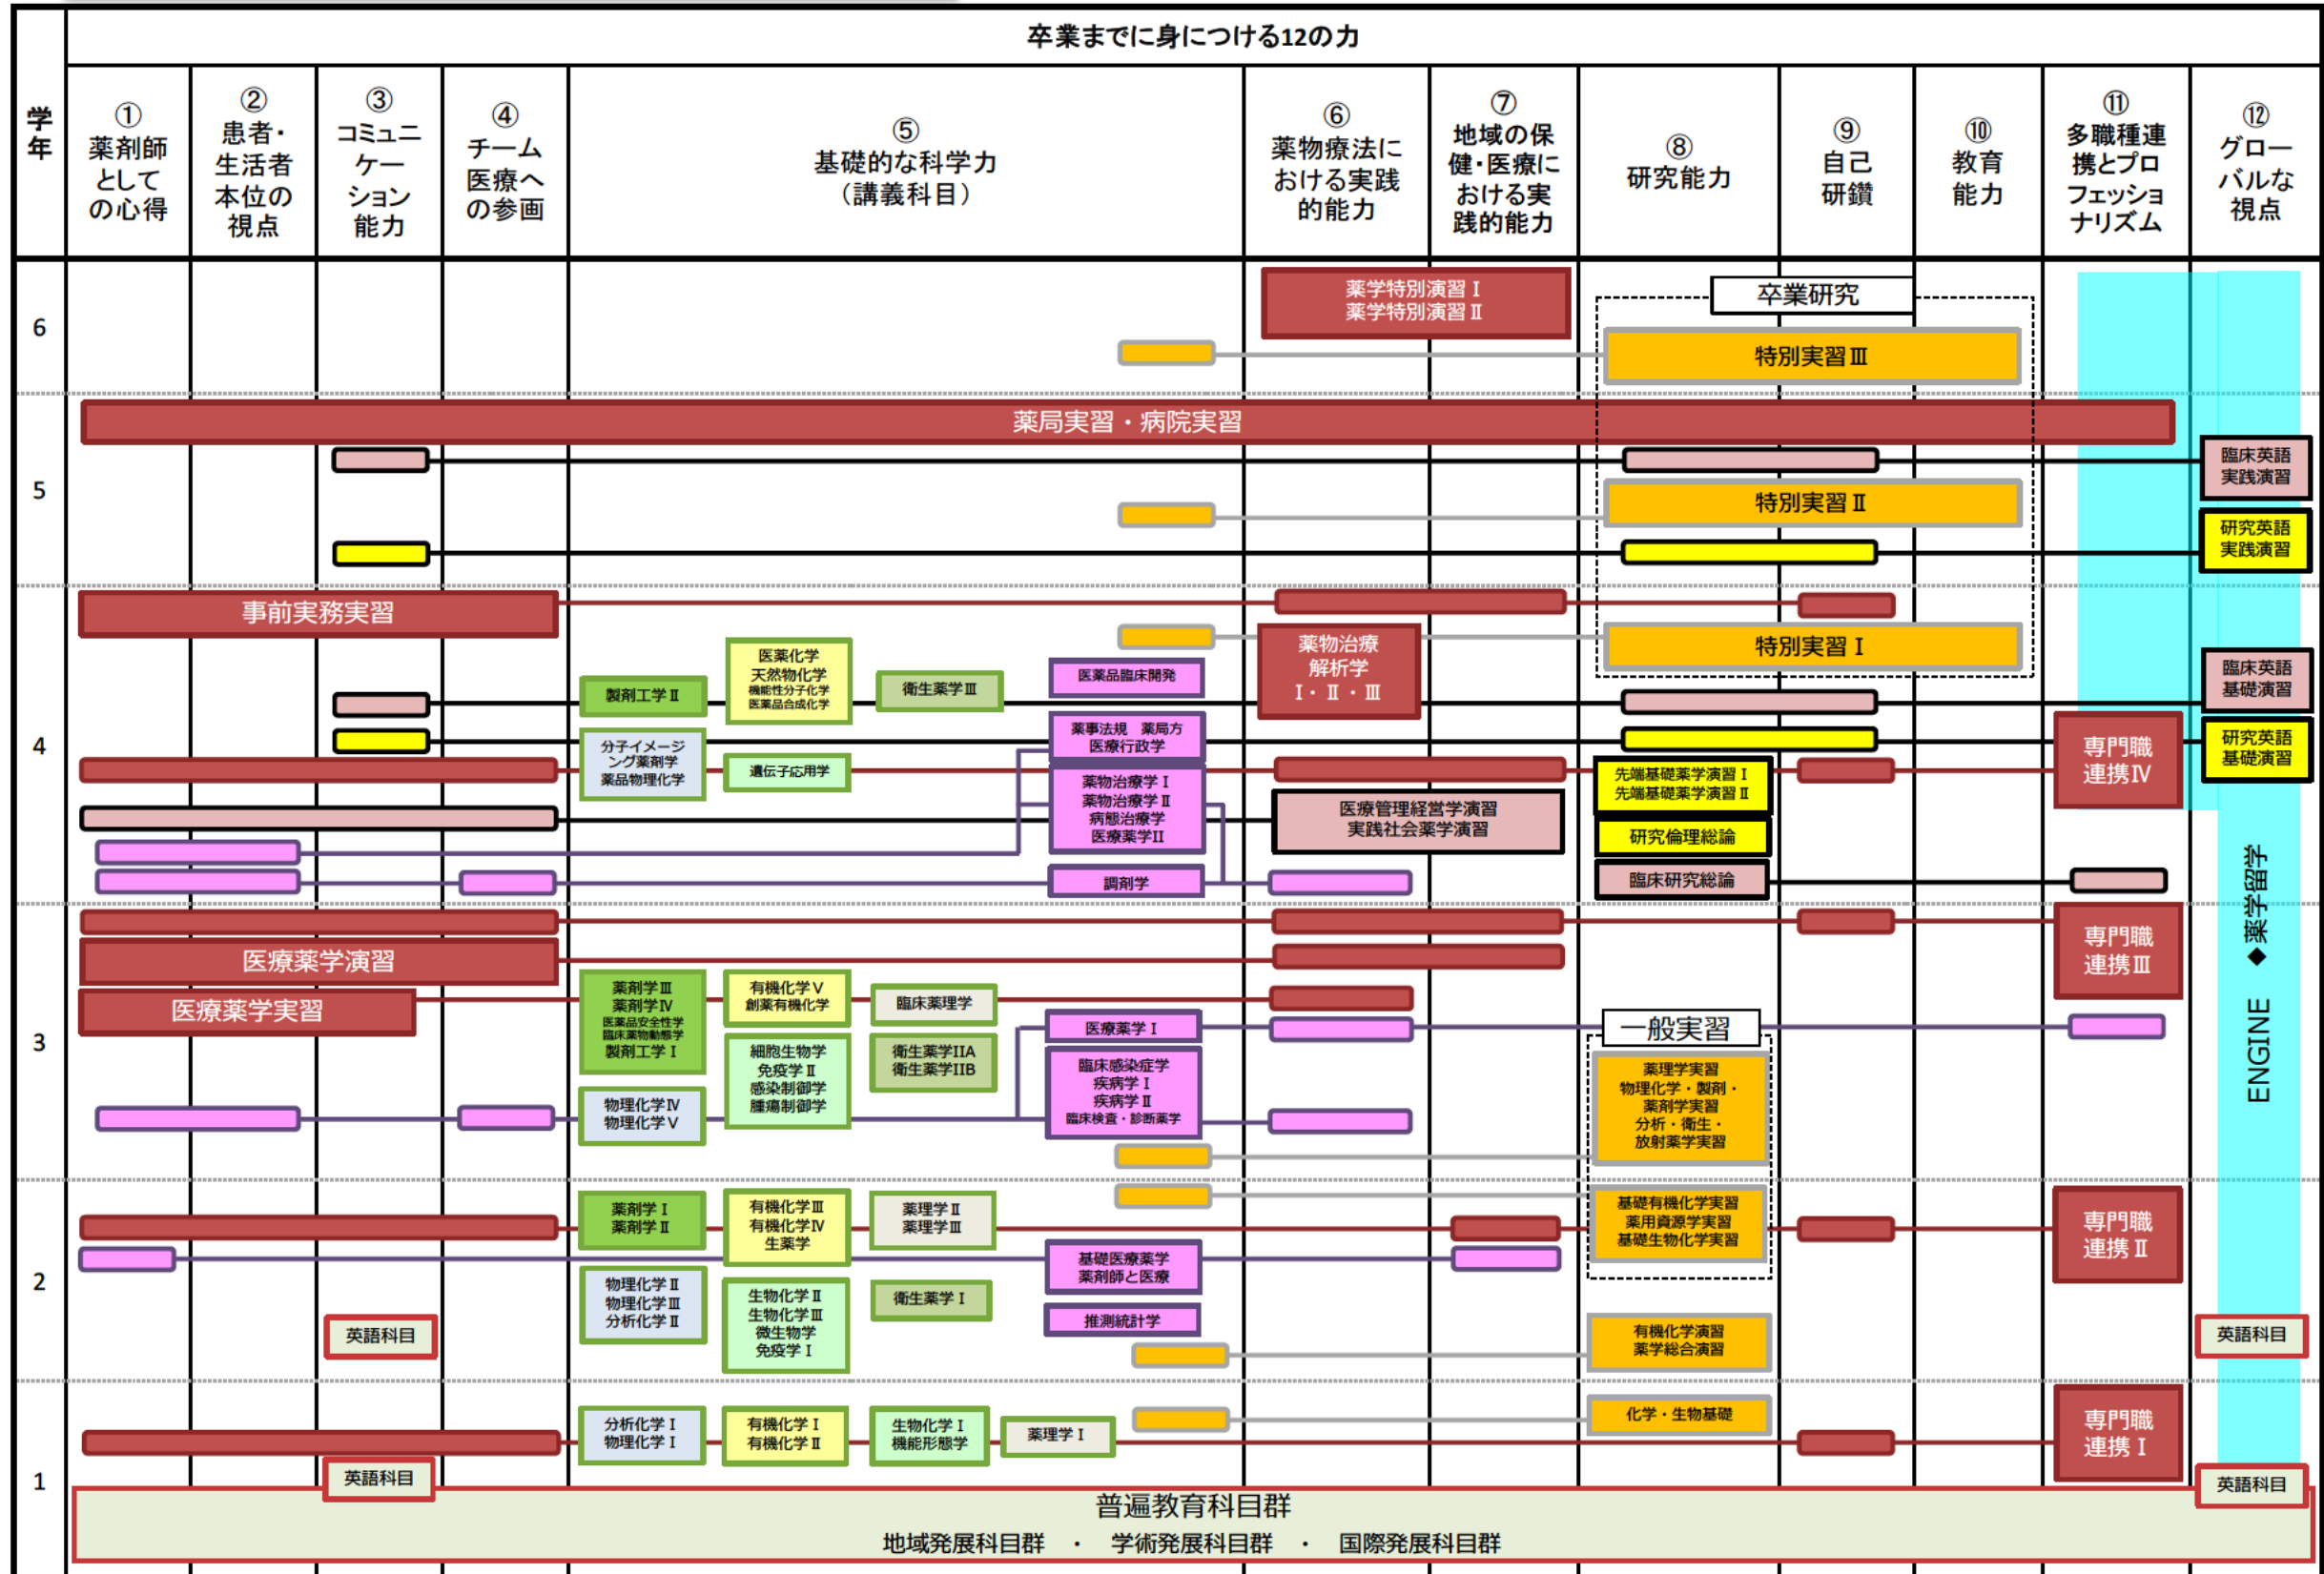 卒業までに身につける12の力
学
年
①
薬剤師
としての
の心得
②
患者・
生活者
本位の
視点
③
コミュニ
ケー
ション
能力
④
チーム
医療へ
の参画
⑤
基礎的な科学力
（講義科目）
⑥
薬物療法に
おける実践
的能力
⑦
地域の保
健・医療に
おける実
践的能力
⑧
研究能力
⑨
自己
研鑽
⑩
教育
能力
⑪
多職種連
携とプロ
フェッショ
ナリズム
⑫
グロー
バルな
視点
6
薬学特別演習Ⅰ
薬学特別演習Ⅱ
卒業研究
特別実習Ⅲ
5
薬局実習・病院実習
臨床英語
実践演習
特別実習Ⅱ
研究英語
実践演習
4
事前実務実習
製剤工学Ⅱ
医薬化学
天然物化学
機能性分子化学
医薬品合成化学
衛生薬学Ⅲ
医薬品臨床開発
薬物治療
解析学
Ⅰ・Ⅱ・Ⅲ
特別実習Ⅰ
臨床英語
基礎演習
分子イメージ
ング薬剤学
薬品物理化学
遺伝子応用学
薬事法規　薬局方
医療行政学
薬物治療学Ⅰ
薬物治療学Ⅱ
病態治療学
医療薬学II
調剤学
医療管理経営学演習
実践社会薬学演習
先端基礎薬学演習Ⅰ
先端基礎薬学演習Ⅱ
研究倫理総論
臨床研究総論
専門職
連携Ⅳ
研究英語
基礎演習
ENGINE ◆薬学留学
3
医療薬学演習
医療薬学実習
薬剤学Ⅲ
薬剤学Ⅳ
医薬品安全性学
臨床薬物動態学
製剤工学Ⅰ
有機化学Ⅴ
創薬有機化学
臨床薬理学
医療薬学Ⅰ
一般実習
専門職
連携Ⅲ
細胞生物学
免疫学Ⅱ
感染制御学
腫瘍制御学
衛生薬学IIA
衛生薬学IIB
臨床感染症学
疾病学Ⅰ
疾病学Ⅱ
臨床検査・診断薬学
薬理学実習
物理化学・製剤・
薬剤学実習
分析・衛生・
放射薬学実習
物理化学Ⅳ
物理化学Ⅴ
2
薬剤学Ⅰ
薬剤学Ⅱ
有機化学Ⅲ
有機化学Ⅳ
生薬学
薬理学Ⅱ
薬理学Ⅲ
基礎医療薬学
薬剤師と医療
基礎有機化学実習
薬用資源学実習
基礎生物化学実習
専門職
連携Ⅱ
物理化学Ⅱ
物理化学Ⅲ
分析化学Ⅱ
生物化学Ⅱ
生物化学Ⅲ
微生物学
免疫学Ⅰ
衛生薬学Ⅰ
推測統計学
英語科目
有機化学演習
薬学総合演習
英語科目
1
分析化学Ⅰ
物理化学Ⅰ
有機化学Ⅰ
有機化学Ⅱ
生物化学Ⅰ
機能形態学
薬理学Ⅰ
化学・生物基礎
専門職
連携Ⅰ
英語科目
英語科目
普遍教育科目群
地域発展科目群　・　学術発展科目群　・　国際発展科目群